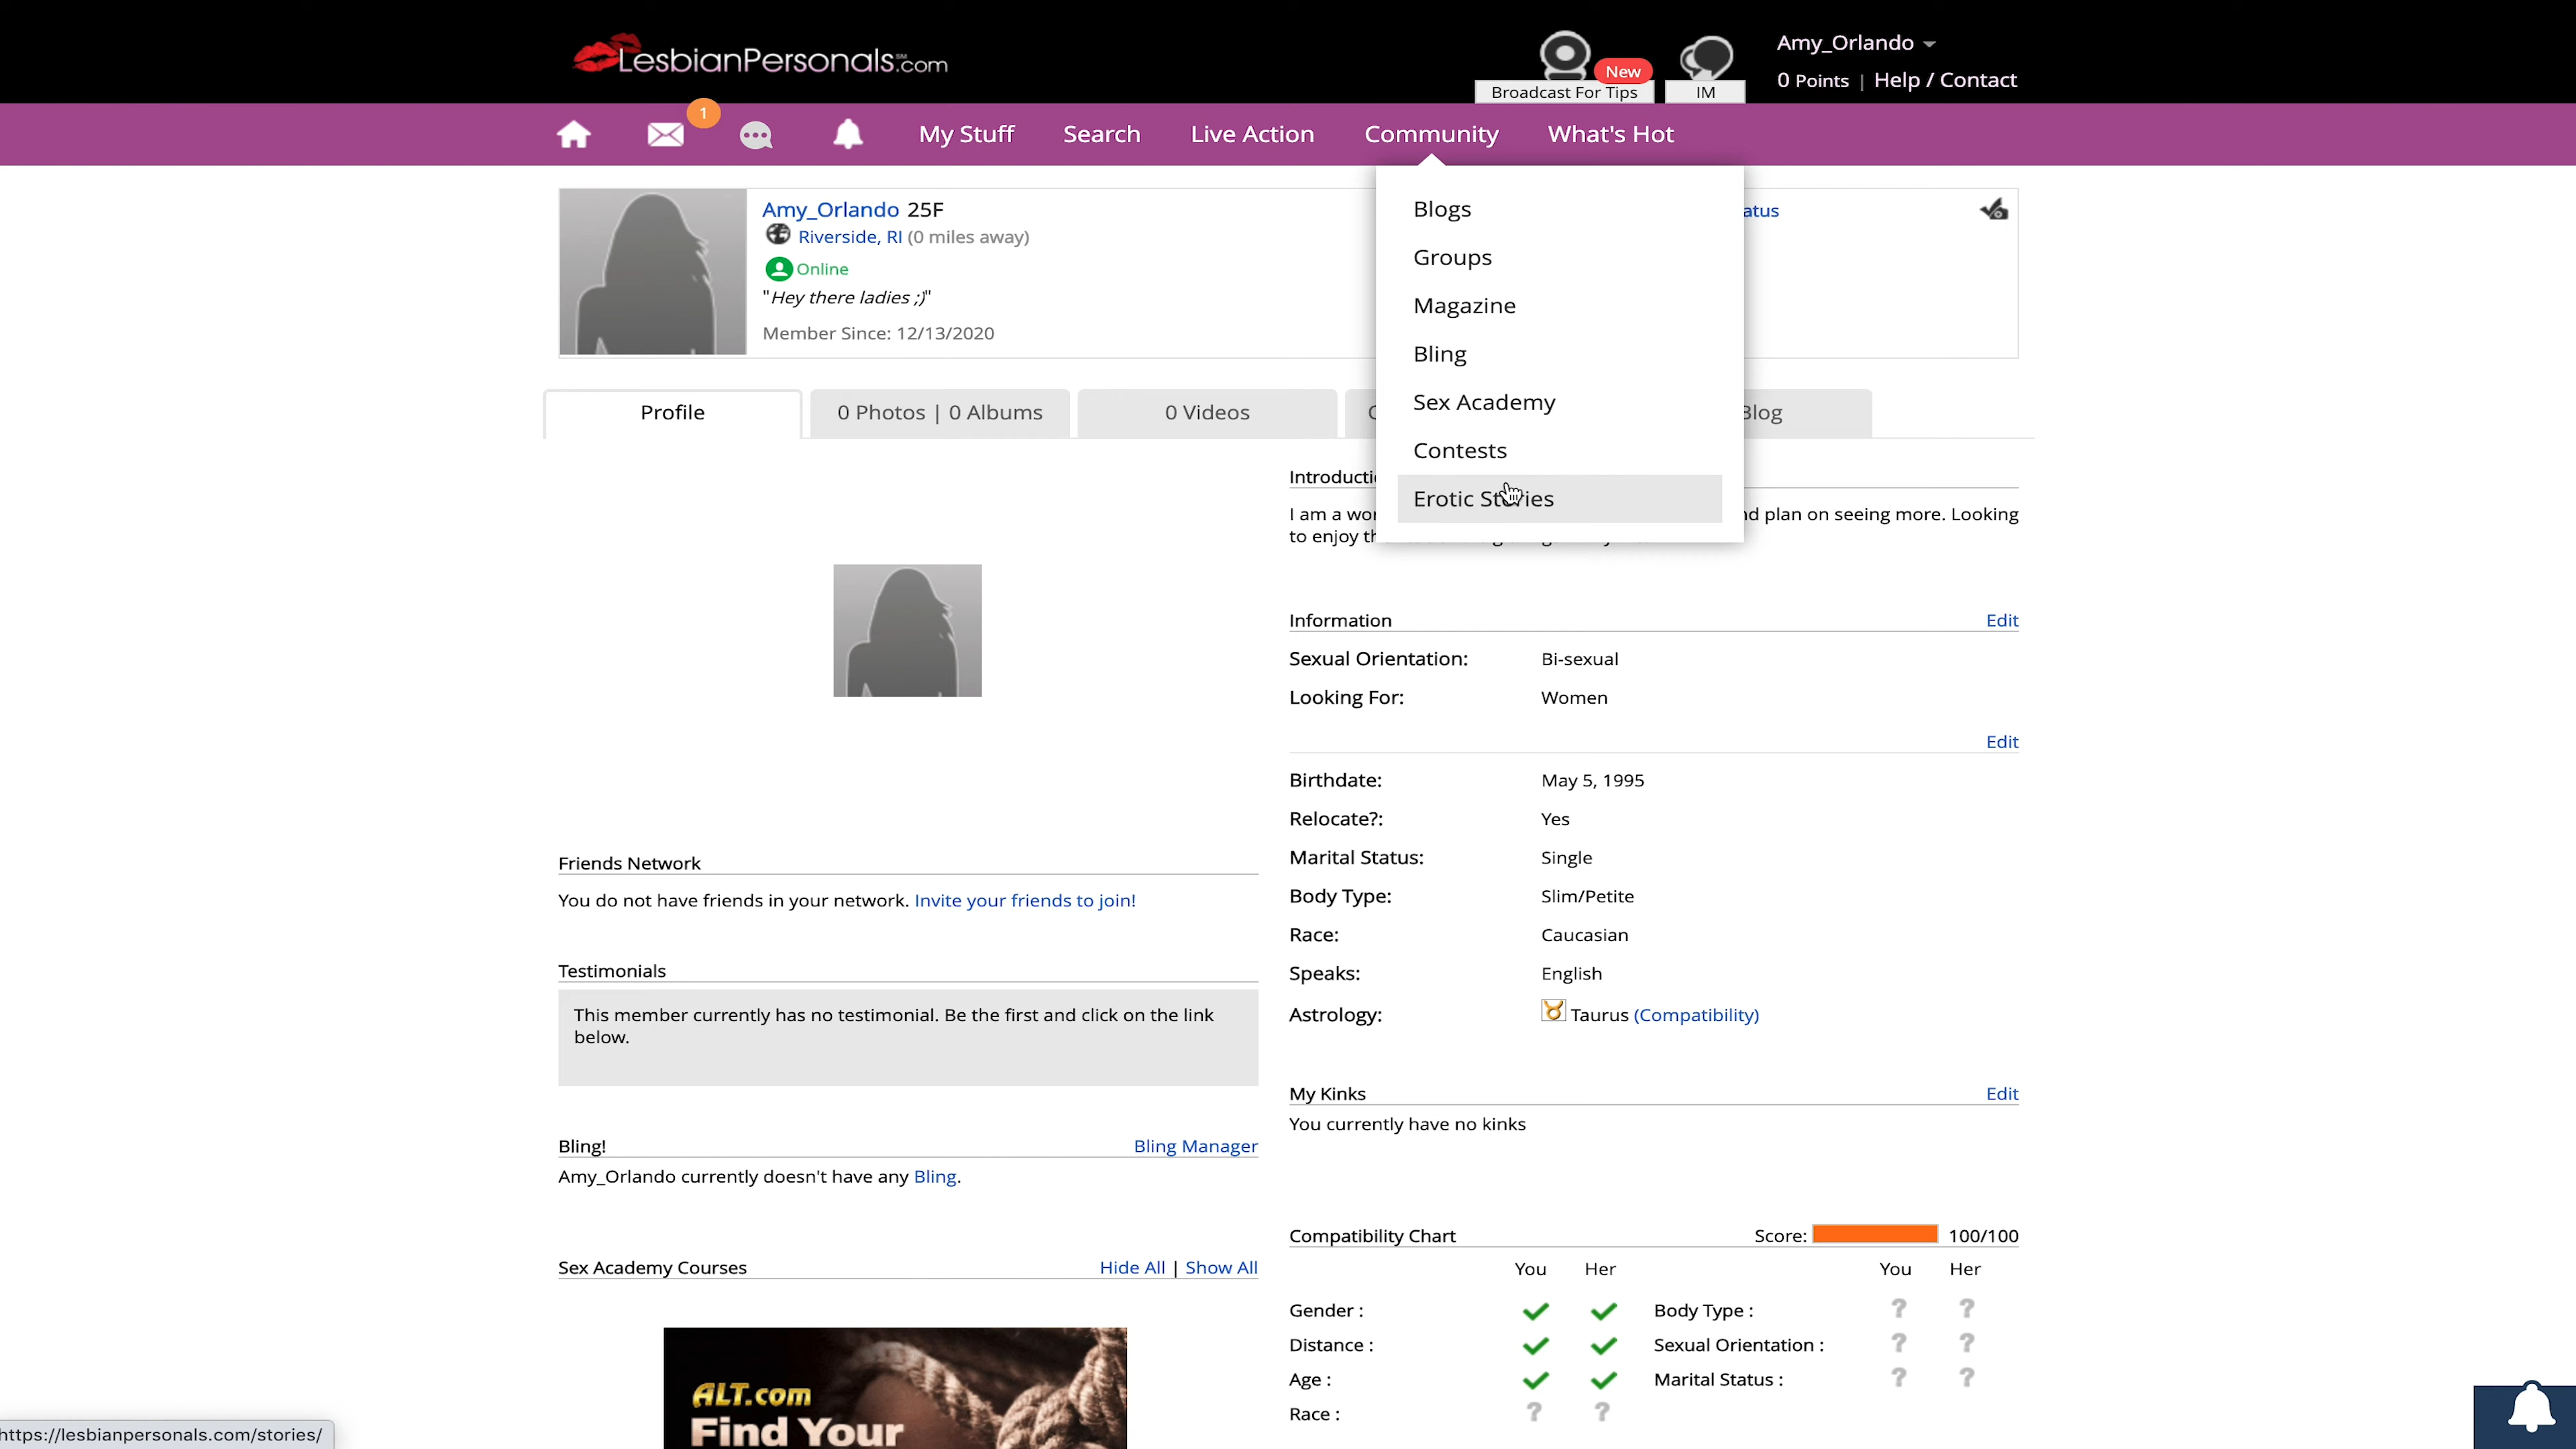 LesbianPersonals.com
SM
New
Broadcast For Tips
IM
Amy_Orlando
0 Points | Help / Contact
1
My Stuff
Search
Live Action
Community
What's Hot
Amy_Orlando 25F
Riverside, RI (0 miles away)
Online
"Hey there ladies ;)"
Member Since: 12/13/2020
atus
Blogs
Groups
Magazine
Bling
Sex Academy
Contests
Erotic Stories
Profile
0 Photos | 0 Albums
0 Videos
Blog
Introducti
I am a wor
nd plan on seeing more. Looking
to enjoy th
Information
Edit
Sexual Orientation: Bi-sexual
Looking For: Women
Edit
Birthdate: May 5, 1995
Relocate?: Yes
Marital Status: Single
Body Type: Slim/Petite
Race: Caucasian
Speaks: English
Astrology: Taurus (Compatibility)
My Kinks
Edit
You currently have no kinks
Friends Network
You do not have friends in your network. Invite your friends to join!
Testimonials
This member currently has no testimonial. Be the first and click on the link
below.
Bling!
Bling Manager
Amy_Orlando currently doesn't have any Bling.
Sex Academy Courses
Hide All | Show All
ALT.com
Find Your
Compatibility Chart
Score: 100/100
You Her You Her
Gender : Body Type : ? ?
Distance : Sexual Orientation : ? ?
Age : Marital Status : ? ?
Race : ? ?
https://lesbianpersonals.com/stories/